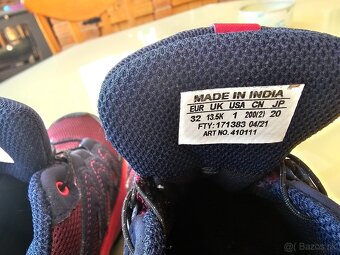 MADE IN INDIA
EUR UK USA CN JP
32 13.5K 1 200(2) 20
FTY:171383 04/21
ART NO. 410111
Bazos.sk